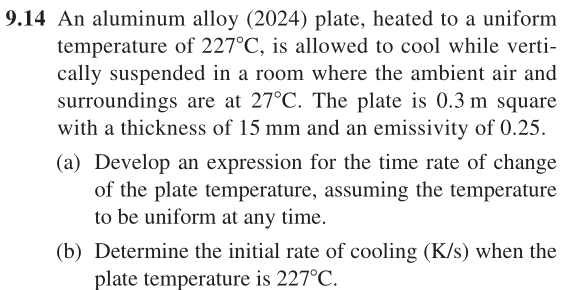 9.14 An aluminum alloy (2024) plate, heated to a uniform
temperature of 227°C, is allowed to cool while verti-
cally suspended in a room where the ambient air and
surroundings are at 27°C. The plate is 0.3 m square
with a thickness of 15 mm and an emissivity of 0.25.
(a) Develop an expression for the time rate of change
of the plate temperature, assuming the temperature
to be uniform at any time.
(b) Determine the initial rate of cooling (K/s) when the
plate temperature is 227°C.